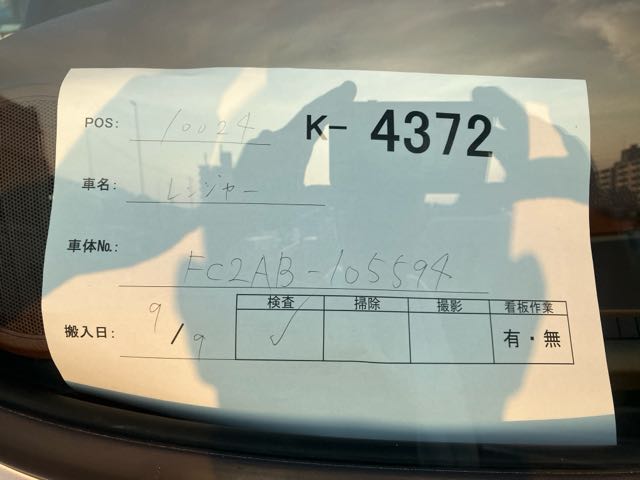 POS: 10024 K- 4372
車名: レンジャー
車体No.: FC2AB-105594
検査 掃除 撮影 看板作業
搬入日: 9/9 ✓ 有・無